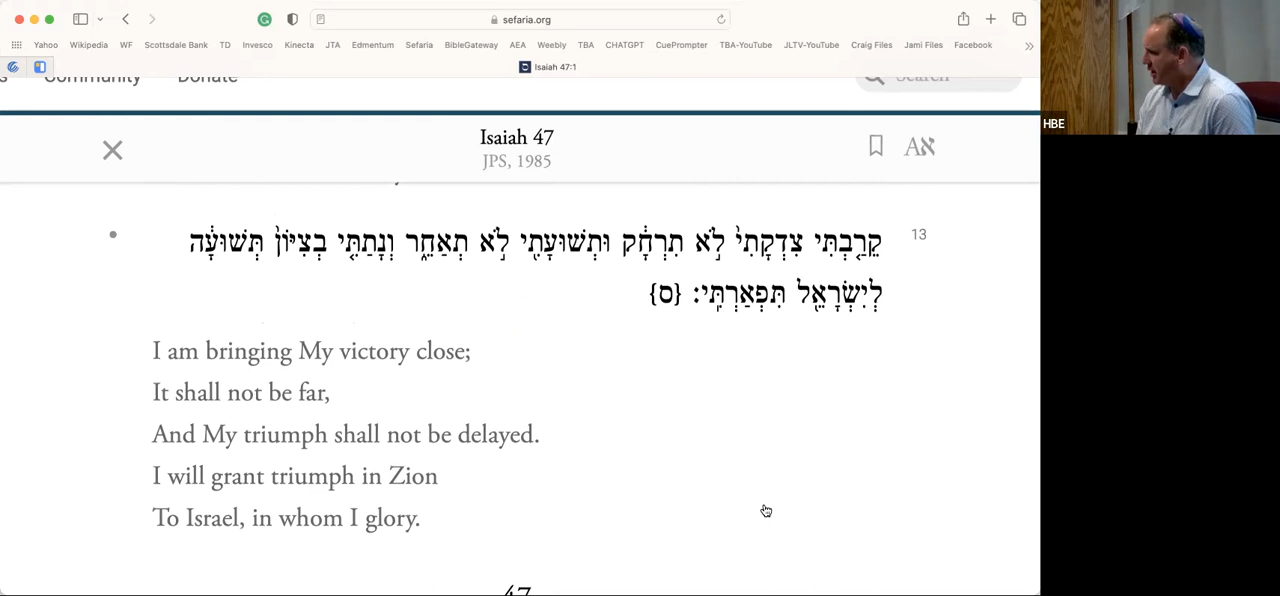 sefaria.org
Yahoo Wikipedia WF Scottsdale Bank TD Invesco Kinecta JTA Edmentum Sefaria BibleGateway AEA Weebly TBA CHATGPT CuePrompter TBA-YouTube JLTV-YouTube Craig Files Jami Files Facebook
Isaiah 47:1
Community Donate Search
HBE
Isaiah 47
JPS, 1985
13
קֵרַ֤בְתִּי צִדְקָתִי֙ לֹ֣א תִרְחָ֔ק וּתְשׁוּעָתִ֖י לֹ֣א תְאַחֵ֑ר וְנָתַתִּ֤י בְצִיּוֹן֙ תְּשׁוּעָ֔ה
לְיִשְׂרָאֵ֖ל תִּפְאַרְתִּֽי׃ {ס}
I am bringing My victory close;
It shall not be far,
And My triumph shall not be delayed.
I will grant triumph in Zion
To Israel, in whom I glory.
47